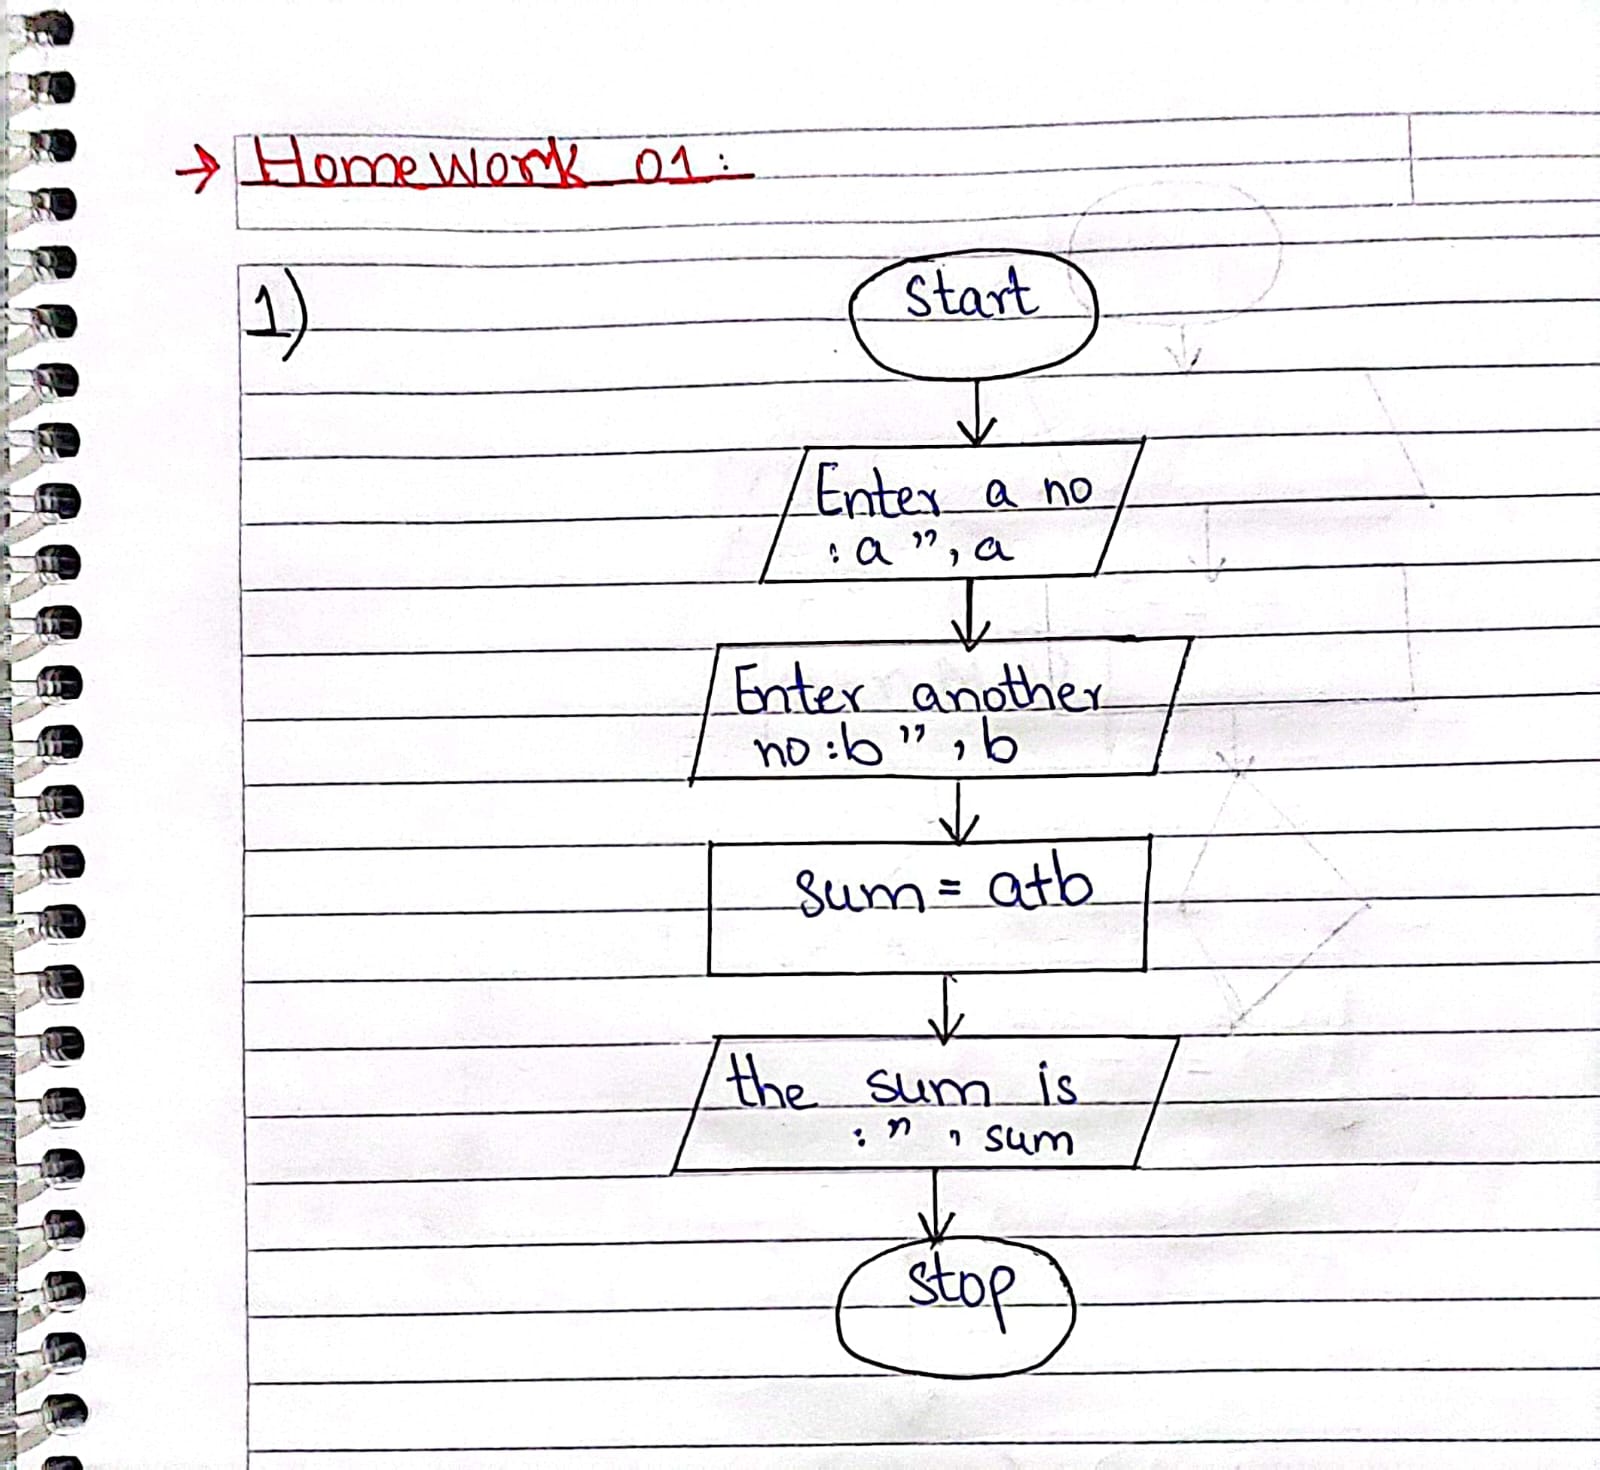 → Homework 01:
1)
Start
Enter a no
: a ", a
Enter another
no:b ", b
sum = a+b
the sum is
: " , sum
Stop